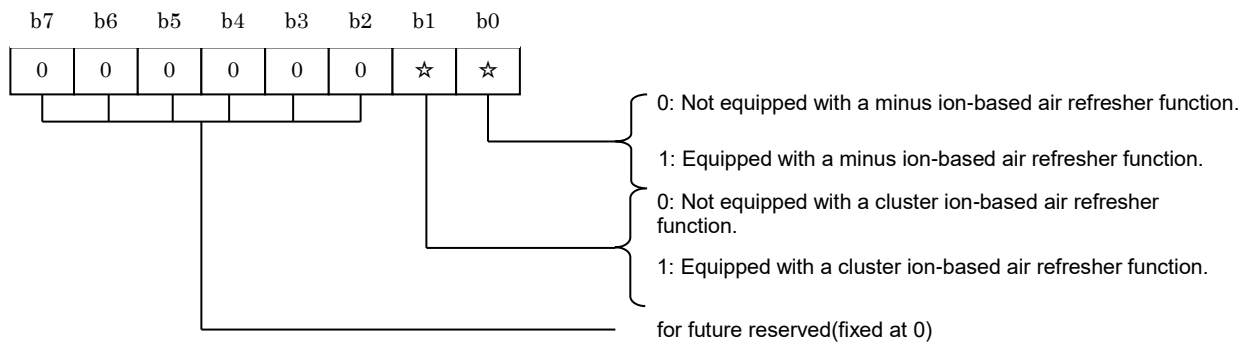 b7 b6 b5 b4 b3 b2 b1 b0
0 0 0 0 0 0 ☆ ☆
0: Not equipped with a minus ion-based air refresher function.
1: Equipped with a minus ion-based air refresher function.
0: Not equipped with a cluster ion-based air refresher
function.
1: Equipped with a cluster ion-based air refresher function.
for future reserved(fixed at 0)